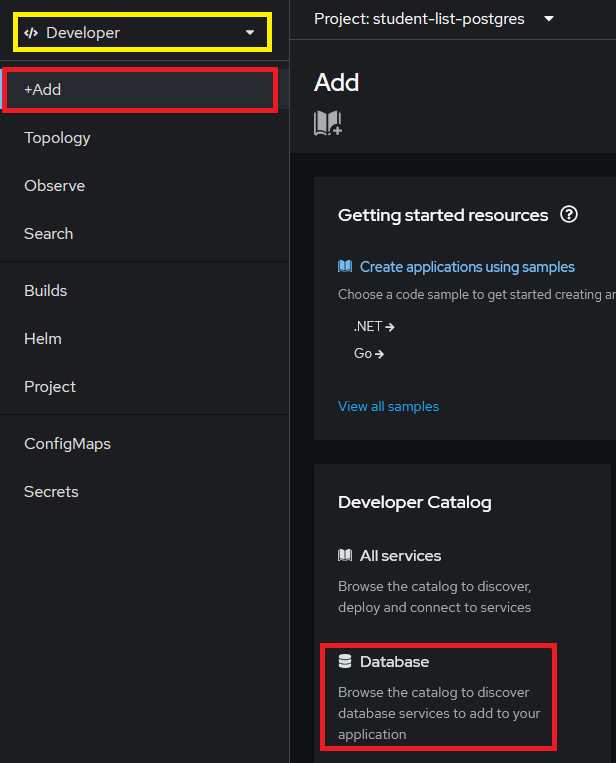 Developer
+Add
Topology
Observe
Search
Builds
Helm
Project
ConfigMaps
Secrets
Project: student-list-postgres
Add
Getting started resources
Create applications using samples
Choose a code sample to get started creating
.NET
Go
View all samples
Developer Catalog
All services
Browse the catalog to discover,
deploy and connect to services
Database
Browse the catalog to discover
database services to add to your
application